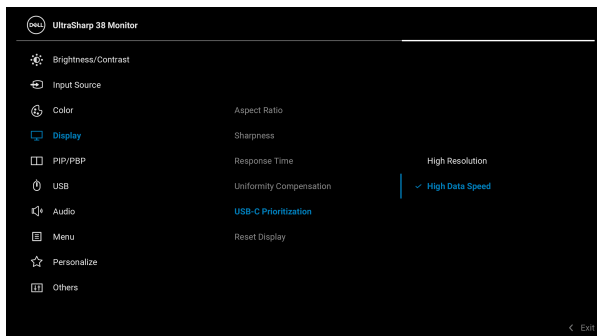 DELL UltraSharp 38 Monitor
Brightness/Contrast
Input Source
Color
Aspect Ratio
Display
Sharpness
PIP/PBP
Response Time
High Resolution
USB
Uniformity Compensation
High Data Speed
Audio
USB-C Prioritization
Menu
Reset Display
Personalize
Others
Exit